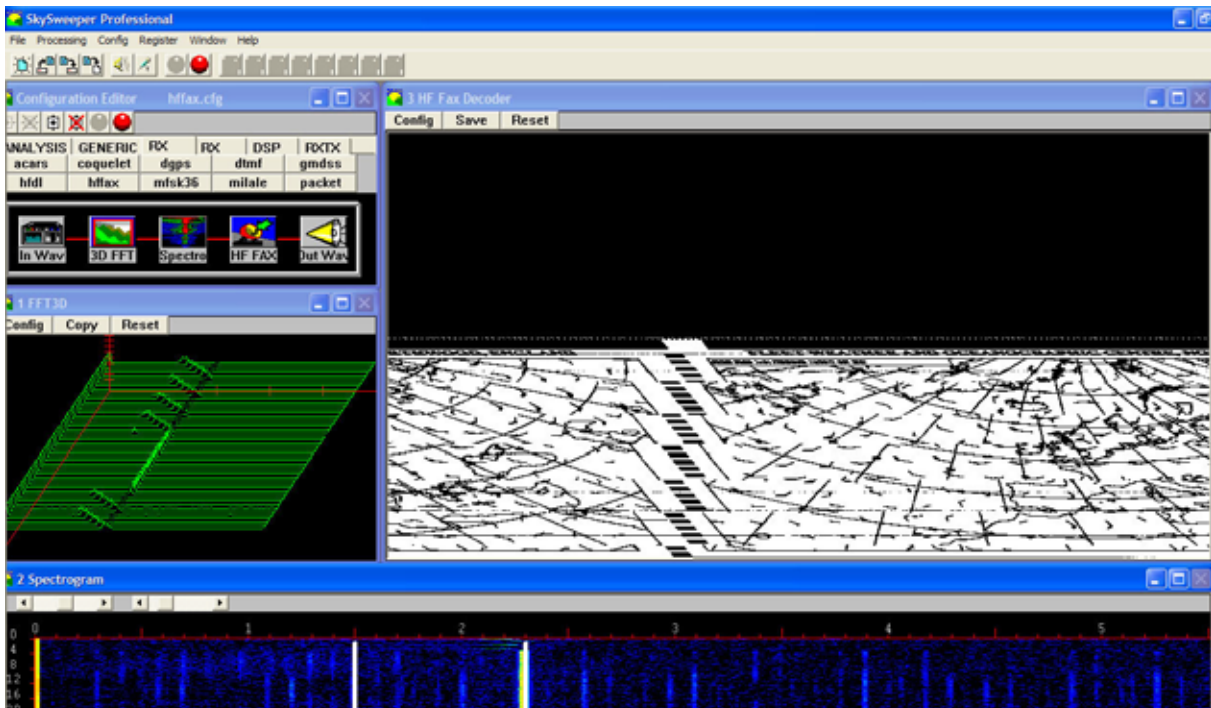 SkySweeper Professional
File Processing Config Register Window Help
Configuration Editor hffax.cfg
ANALYSIS GENERIC RX RX DSP RXTX
acars coquelet dgps dtmf gmdss
hfdl hffax mfsk36 milale packet
In Wav 3D FFT Spectro HF FAX Out Wav
1 FFT3D
Config Copy Reset
3 HF Fax Decoder
Config Save Reset
2 Spectrogram
0 1 2 3 4 5
0
4
8
12
16